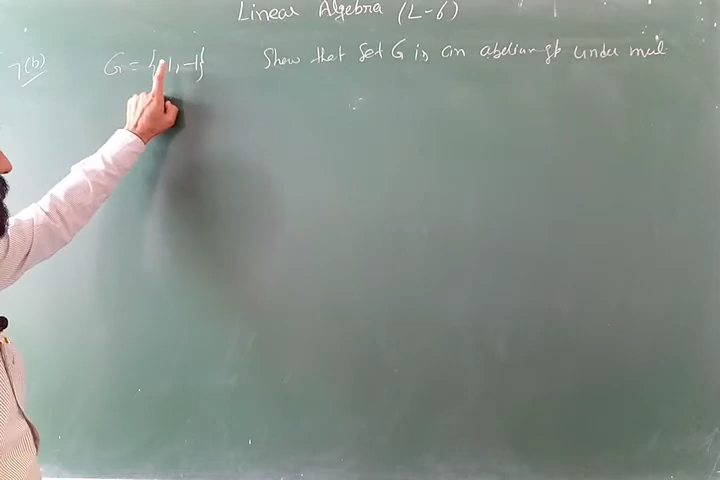 Linear Algebra (L-6)
7(b) G = {1, -1} Show that Set G is an abelian gp under mul